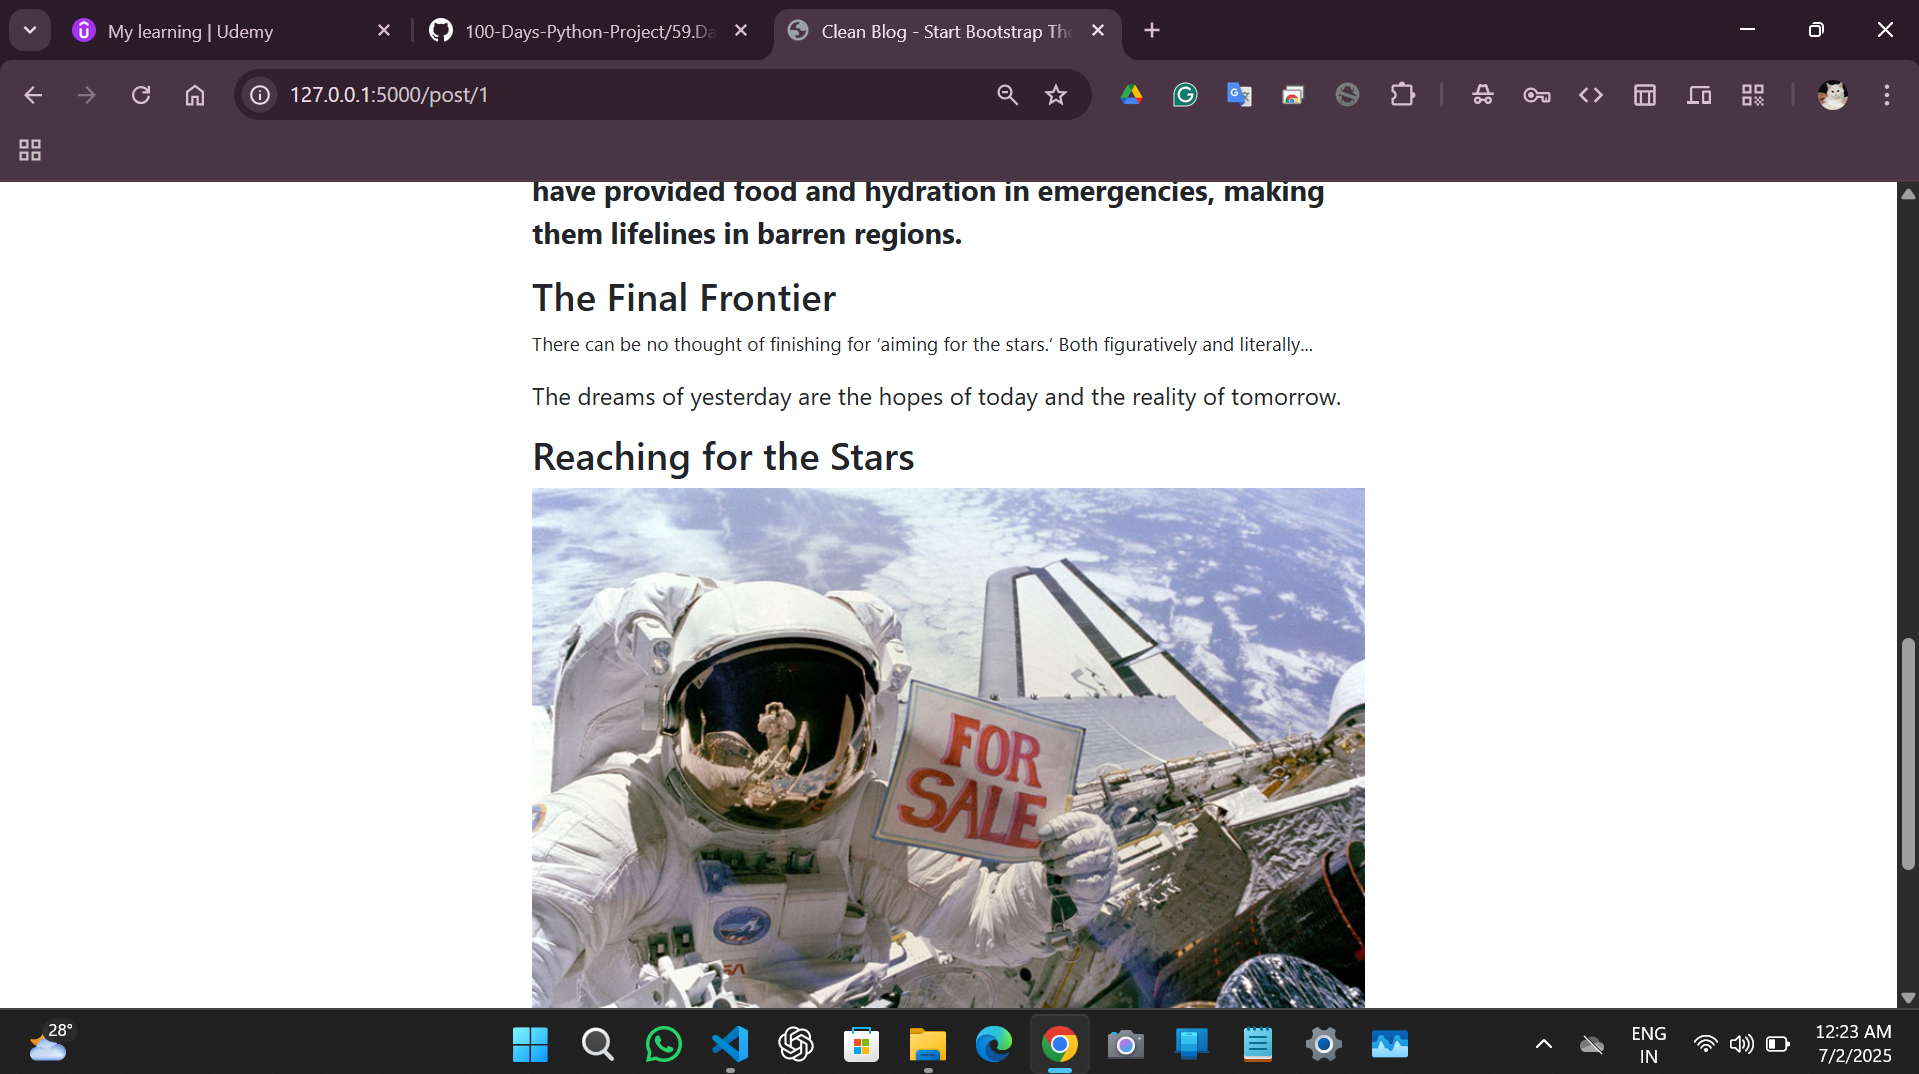 My learning | Udemy
100-Days-Python-Project/59.Da
Clean Blog - Start Bootstrap The
127.0.0.1:5000/post/1
have provided food and hydration in emergencies, making
them lifelines in barren regions.
The Final Frontier
There can be no thought of finishing for ‘aiming for the stars.’ Both figuratively and literally...
The dreams of yesterday are the hopes of today and the reality of tomorrow.
Reaching for the Stars
FOR
SALE
28°
ENG
IN
12:23 AM
7/2/2025